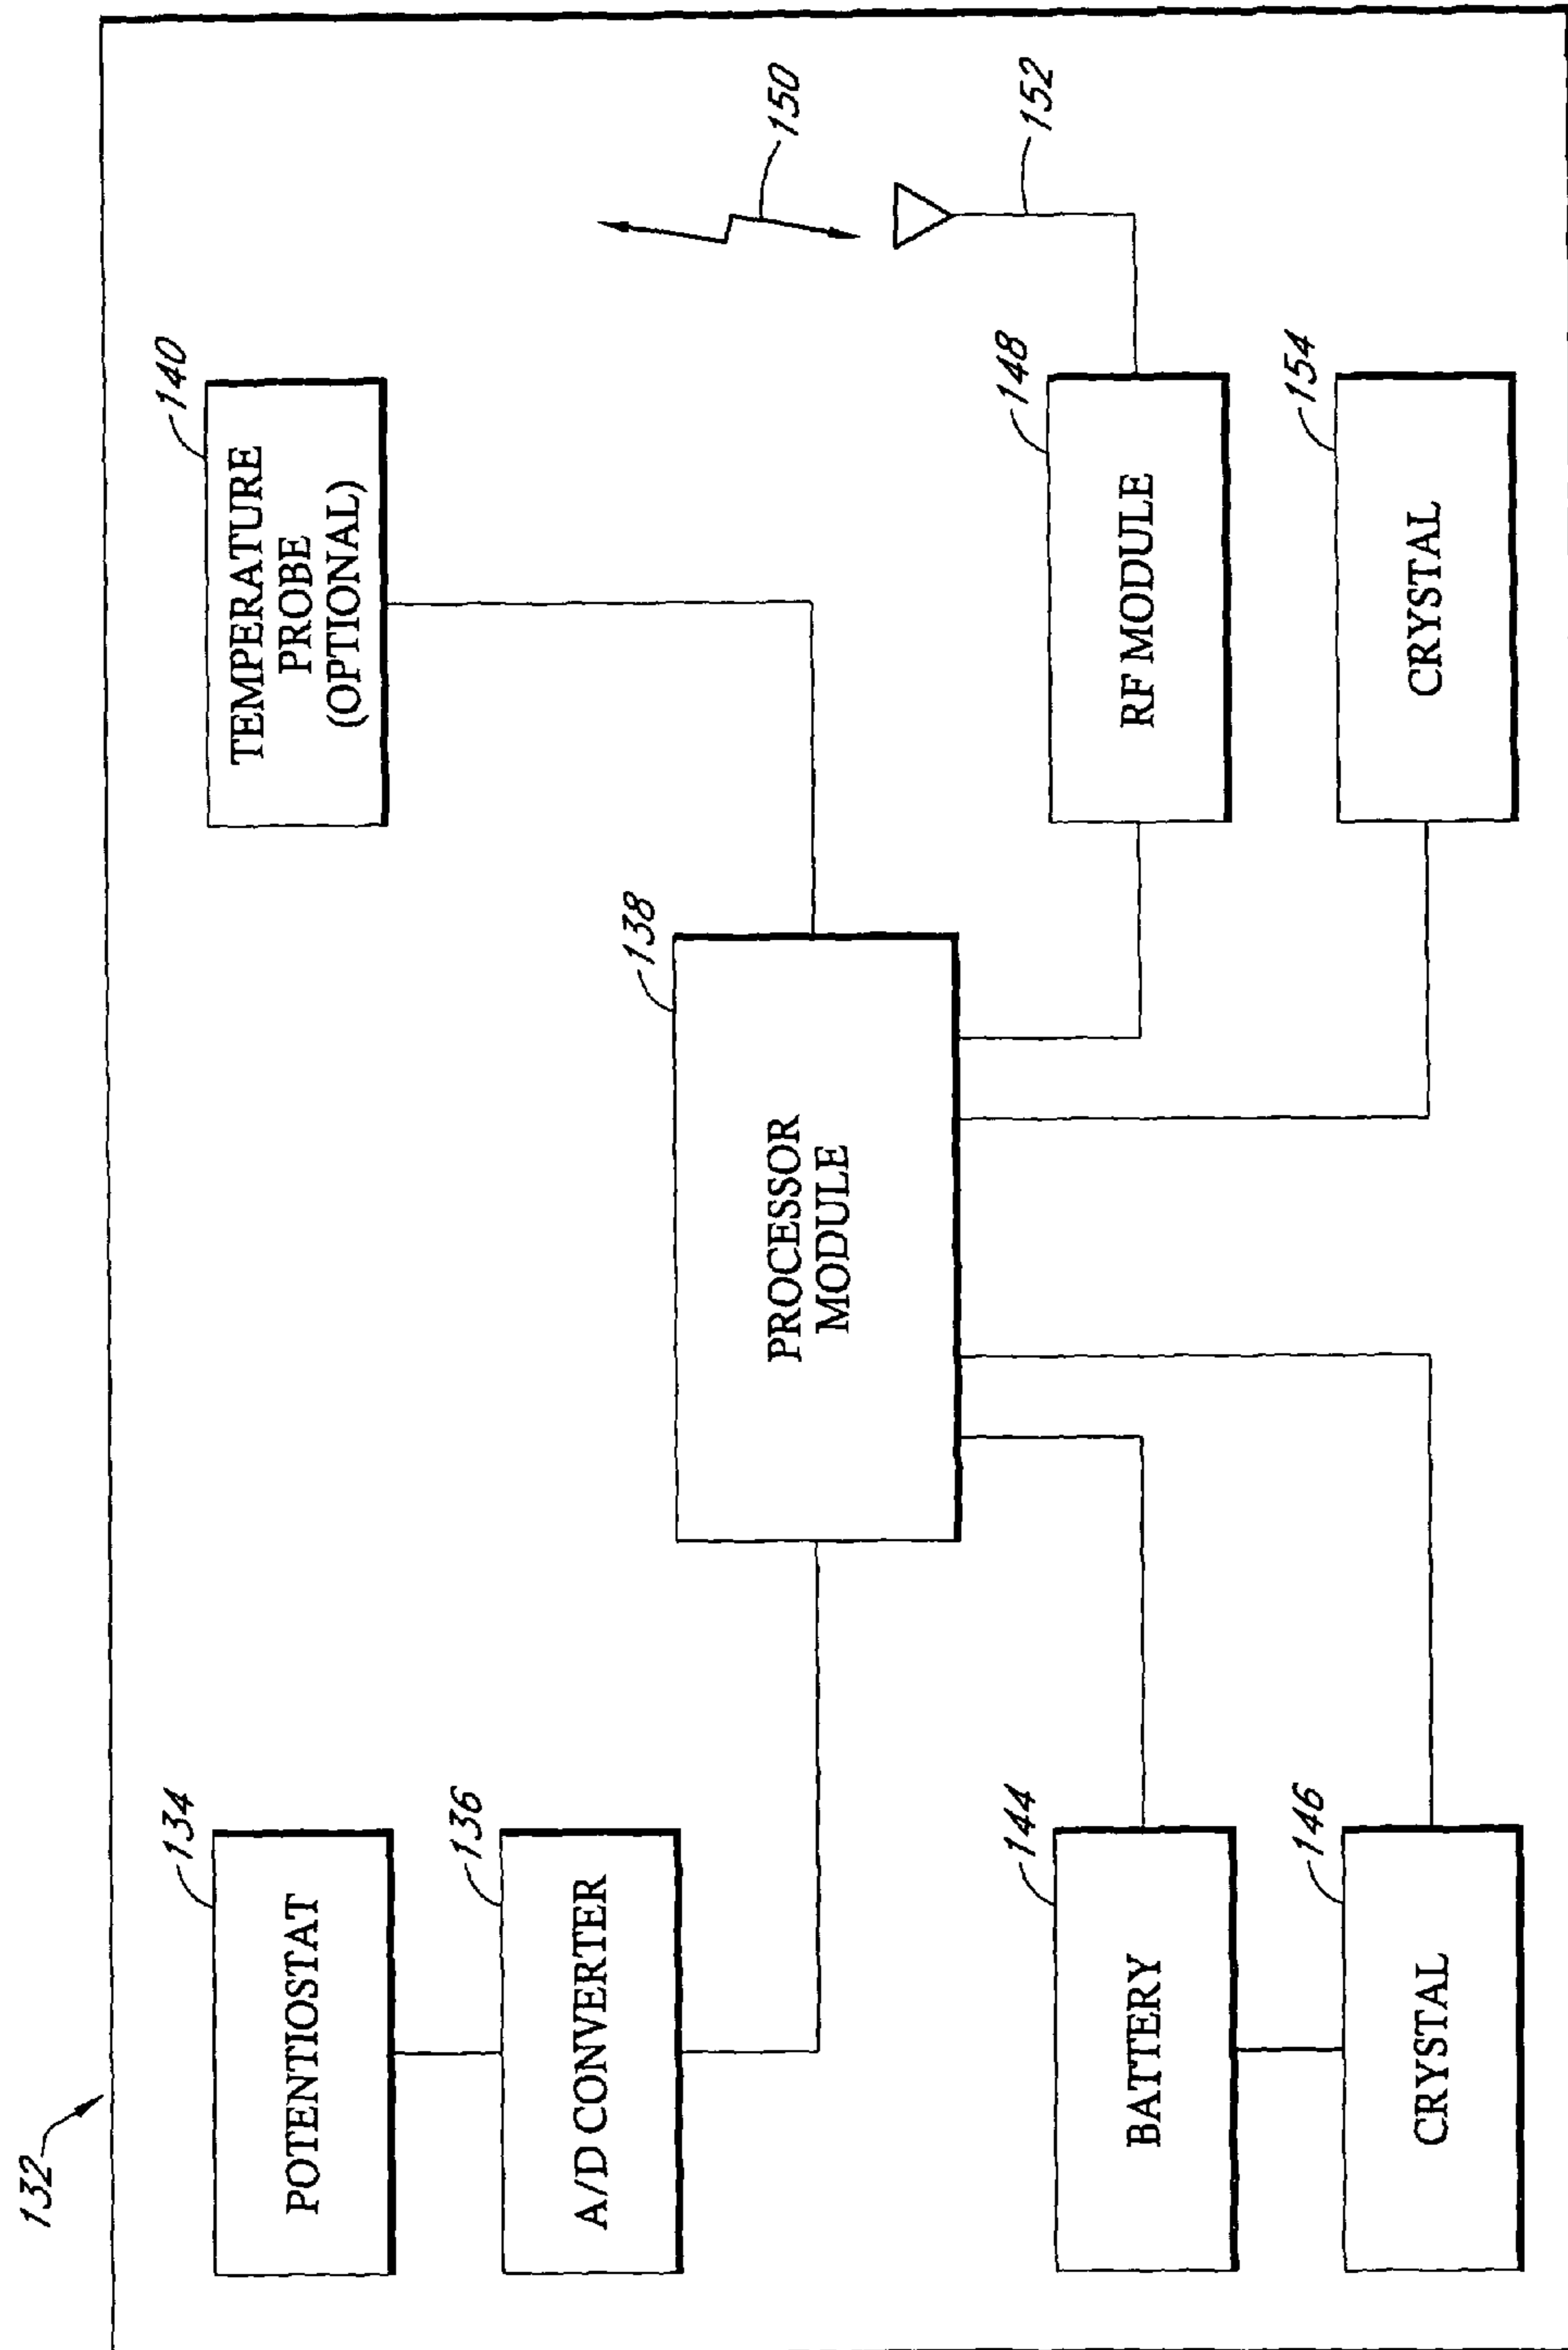 132
134
POTENTIOSTAT
136
A/D CONVERTER
140
TEMPERATURE
PROBE
(OPTIONAL)
138
PROCESSOR
MODULE
150
152
144
BATTERY
146
CRYSTAL
148
RF MODULE
154
CRYSTAL